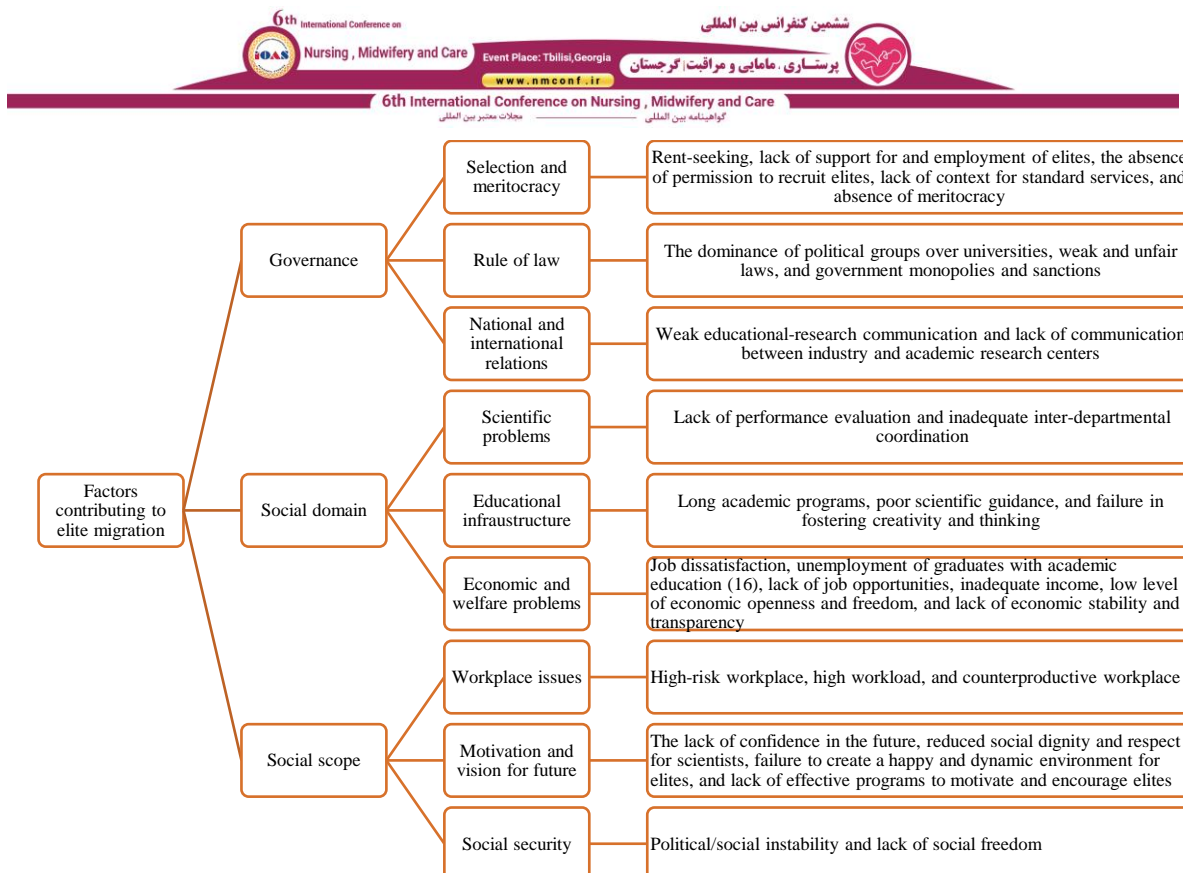 6th International Conference on
Nursing , Midwifery and Care
iOAS
Event Place: Tbilisi,Georgia
www.nmconf.ir
ششمین کنفرانس بین المللی
پرستــاری ، مامایی و مراقبت| گرجستان
6th International Conference on Nursing , Midwifery and Care
گواهینامه بین المللی
مجلات معتبر بین المللی
Factors
contributing to
elite migration
Governance
Selection and
meritocracy
Rent-seeking, lack of support for and employment of elites, the absence
of permission to recruit elites, lack of context for standard services, and
absence of meritocracy
Rule of law
The dominance of political groups over universities, weak and unfair
laws, and government monopolies and sanctions
National and
international
relations
Weak educational-research communication and lack of communication
between industry and academic research centers
Social domain
Scientific
problems
Lack of performance evaluation and inadequate inter-departmental
coordination
Educational
infraustructure
Long academic programs, poor scientific guidance, and failure in
fostering creativity and thinking
Economic and
welfare problems
Job dissatisfaction, unemployment of graduates with academic
education (16), lack of job opportunities, inadequate income, low level
of economic openness and freedom, and lack of economic stability and
transparency
Social scope
Workplace issues
High-risk workplace, high workload, and counterproductive workplace
Motivation and
vision for future
The lack of confidence in the future, reduced social dignity and respect
for scientists, failure to create a happy and dynamic environment for
elites, and lack of effective programs to motivate and encourage elites
Social security
Political/social instability and lack of social freedom